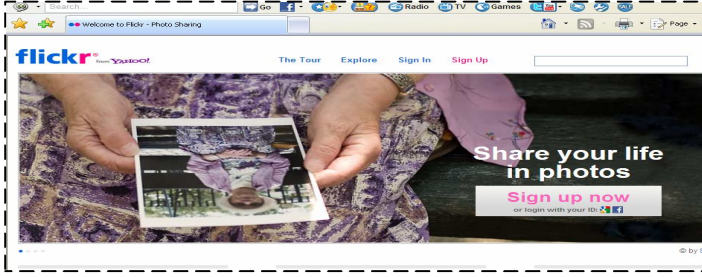 Search... Go Radio TV Games
Welcome to Flickr - Photo Sharing Page
flickr from YAHOO! The Tour Explore Sign In Sign Up
Share your life
in photos
Sign up now
or login with your ID:
© by S